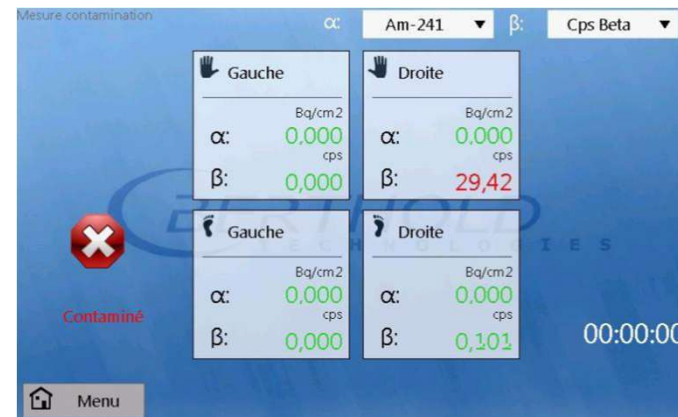 Mesure contamination
α: Am-241 β: Cps Beta
Gauche
Bq/cm2
α: 0,000
cps
β: 0,000
Droite
Bq/cm2
α: 0,000
cps
β: 29,42
BERTHOLD
TECHNOLOGIES
Gauche
Bq/cm2
α: 0,000
cps
β: 0,000
Droite
Bq/cm2
α: 0,000
cps
β: 0,101
Contaminé
00:00:00
Menu